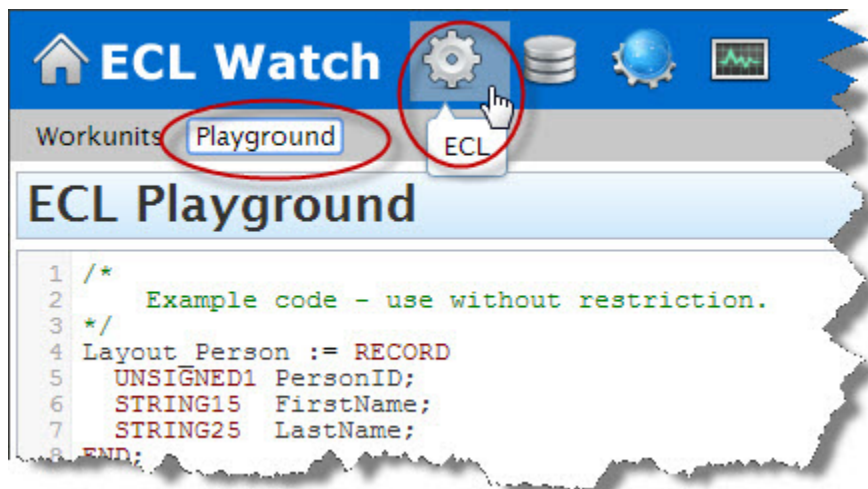 ECL Watch
Workunits Playground
ECL
ECL Playground
1 /*
2 Example code - use without restriction.
3 */
4 Layout_Person := RECORD
5 UNSIGNED1 PersonID;
6 STRING15 FirstName;
7 STRING25 LastName;
8 END;